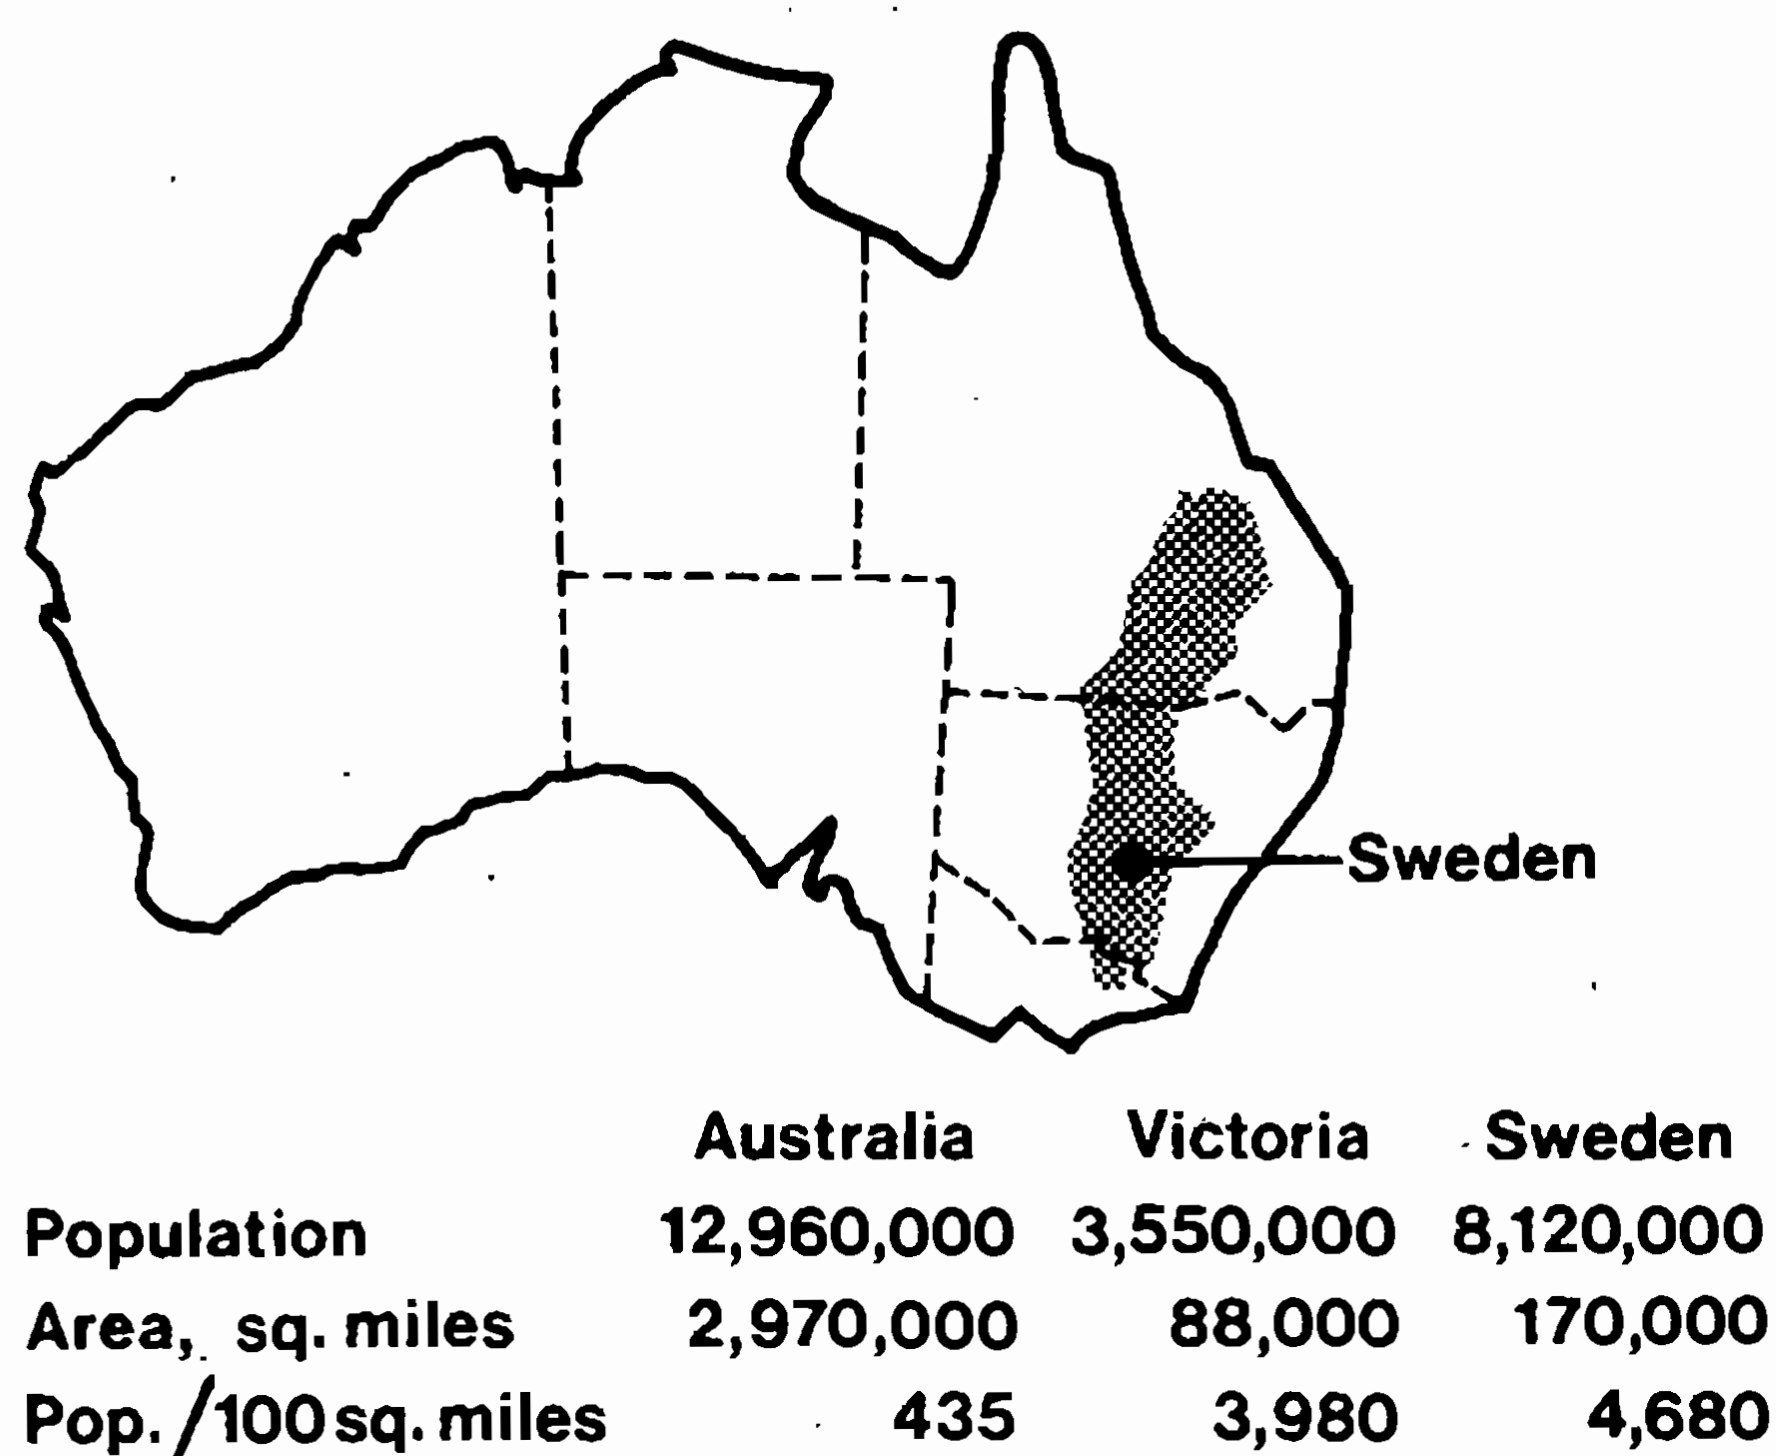 Sweden
Australia Victoria Sweden
Population 12,960,000 3,550,000 8,120,000
Area, sq. miles 2,970,000 88,000 170,000
Pop./100 sq. miles 435 3,980 4,680